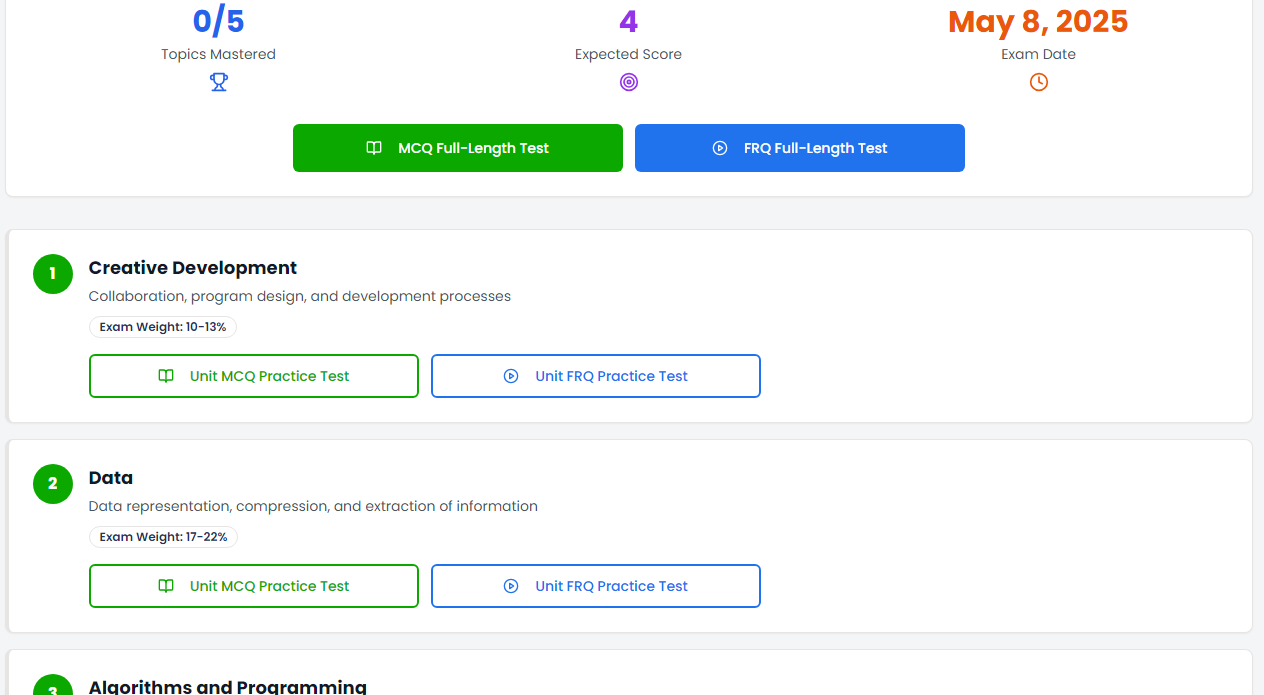 0/5
4
May 8, 2025
Topics Mastered
Expected Score
Exam Date
MCQ Full-Length Test
FRQ Full-Length Test
1
Creative Development
Collaboration, program design, and development processes
Exam Weight: 10-13%
Unit MCQ Practice Test
Unit FRQ Practice Test
2
Data
Data representation, compression, and extraction of information
Exam Weight: 17-22%
Unit MCQ Practice Test
Unit FRQ Practice Test
3
Algorithms and Programming